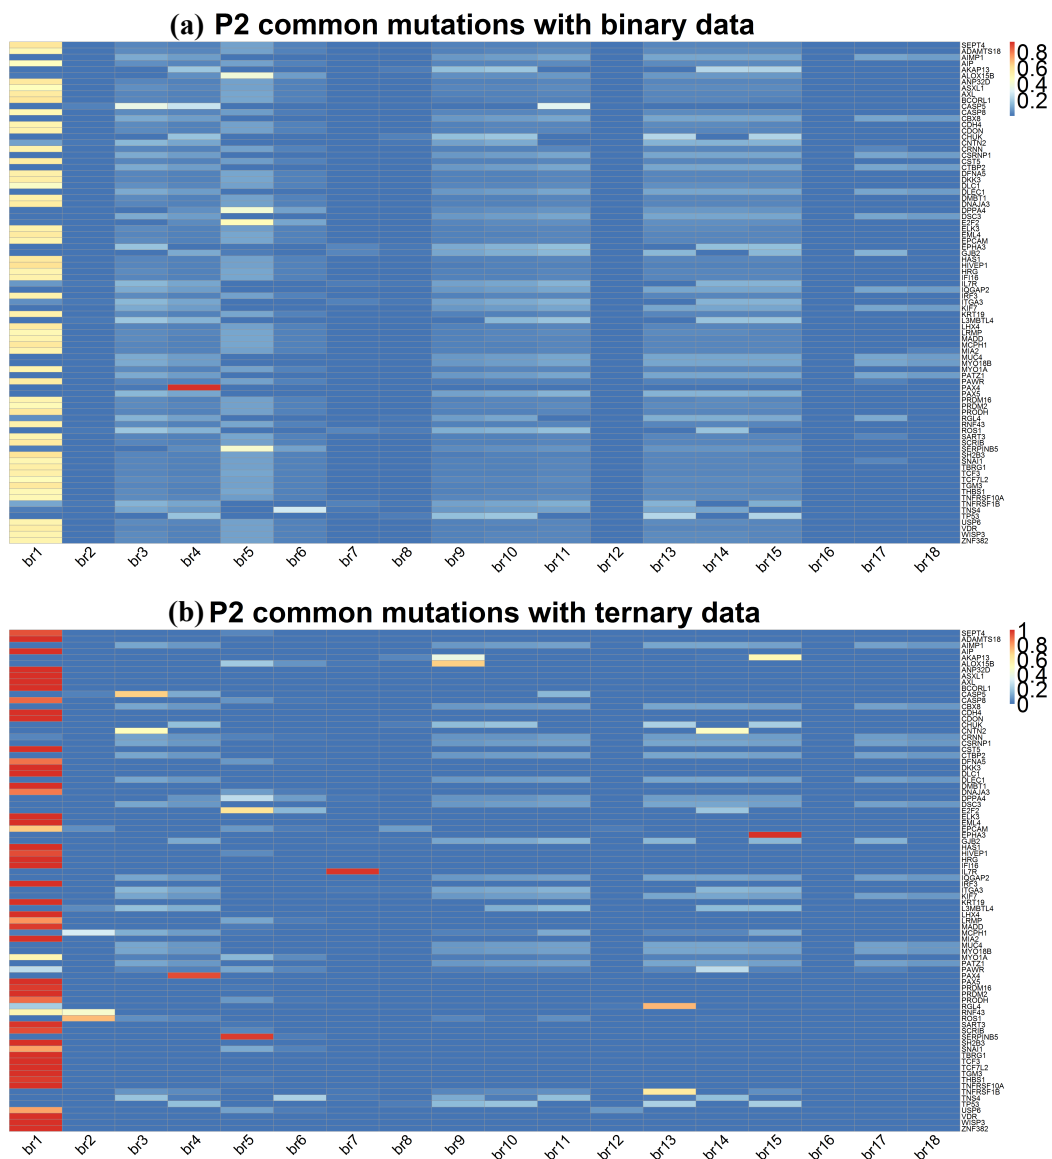 (a) P2 common mutations with binary data
SEPT4
ADAMTS18
AIMP1
AIP
AKAP13
ALOX15B
ANP32D
ASXL1
AXL
BCORL1
CASP5
CASP8
CBX8
CDH4
CDON
CHUK
CNTN2
CRNN
CSRNP1
CST5
CTBP2
DFNA5
DKK3
DLC1
DLEC1
DMBT1
DNAJA3
DPPA4
DSC3
E2F2
ELK3
EML4
EPCAM
EPHA3
GJB2
HAS1
HIVEP1
HRG
IFI16
IL7R
IQGAP2
IRF3
ITGA3
KIF7
KRT19
L3MBTL4
LHX4
LRMP
MADD
MCPH1
MIA2
MUC4
MYO18B
MYO1A
PATZ1
PAWR
PAX4
PAX5
PRDM16
PRDM2
PRODH
RGL4
RNF43
ROS1
SART3
SCRIB
SERPINB5
SH2B3
SNAI1
TBRG1
TCF3
TCF7L2
TGM3
THBS1
TNFRSF10A
TNFRSF1B
TNS4
TP53
USP6
VDR
WISP3
ZNF382
0.8
0.6
0.4
0.2
br1 br2 br3 br4 br5 br6 br7 br8 br9 br10 br11 br12 br13 br14 br15 br16 br17 br18
(b) P2 common mutations with ternary data
SEPT4
ADAMTS18
AIMP1
AIP
AKAP13
ALOX15B
ANP32D
ASXL1
AXL
BCORL1
CASP5
CASP8
CBX8
CDH4
CDON
CHUK
CNTN2
CRNN
CSRNP1
CST5
CTBP2
DFNA5
DKK3
DLC1
DLEC1
DMBT1
DNAJA3
DPPA4
DSC3
E2F2
ELK3
EML4
EPCAM
EPHA3
GJB2
HAS1
HIVEP1
HRG
IFI16
IL7R
IQGAP2
IRF3
ITGA3
KIF7
KRT19
L3MBTL4
LHX4
LRMP
MADD
MCPH1
MIA2
MUC4
MYO18B
MYO1A
PATZ1
PAWR
PAX4
PAX5
PRDM16
PRDM2
PRODH
RGL4
RNF43
ROS1
SART3
SCRIB
SERPINB5
SH2B3
SNAI1
TBRG1
TCF3
TCF7L2
TGM3
THBS1
TNFRSF10A
TNFRSF1B
TNS4
TP53
USP6
VDR
WISP3
ZNF382
1
0.8
0.6
0.4
0.2
0
br1 br2 br3 br4 br5 br6 br7 br8 br9 br10 br11 br12 br13 br14 br15 br16 br17 br18